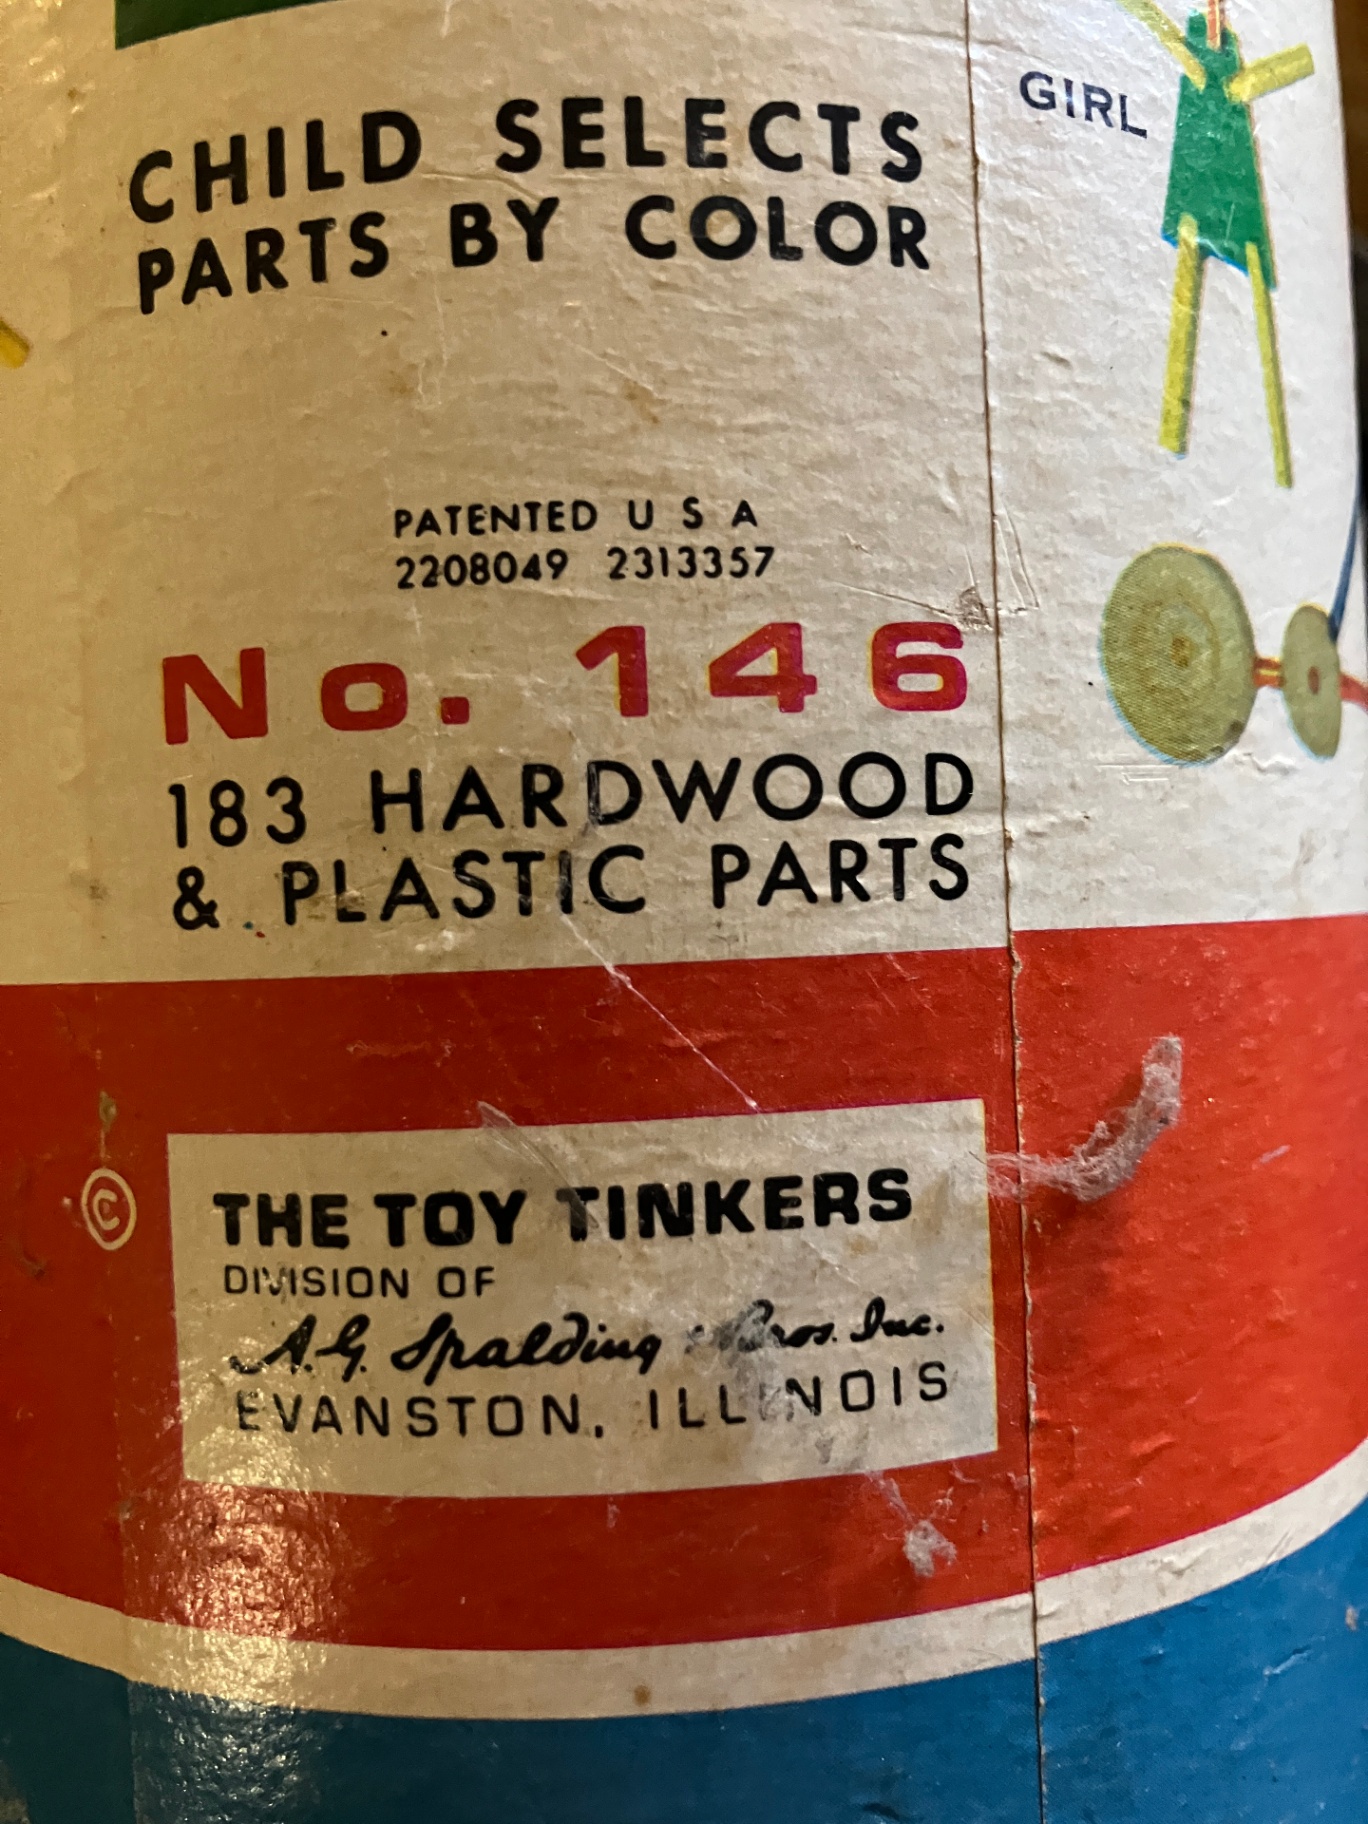 CHILD SELECTS
PARTS BY COLOR
GIRL
PATENTED U S A
2208049 2313357
No. 146
183 HARDWOOD
& PLASTIC PARTS
©
THE TOY TINKERS
DIVISION OF
A. G. Spalding & Bros. Inc.
EVANSTON, ILLINOIS